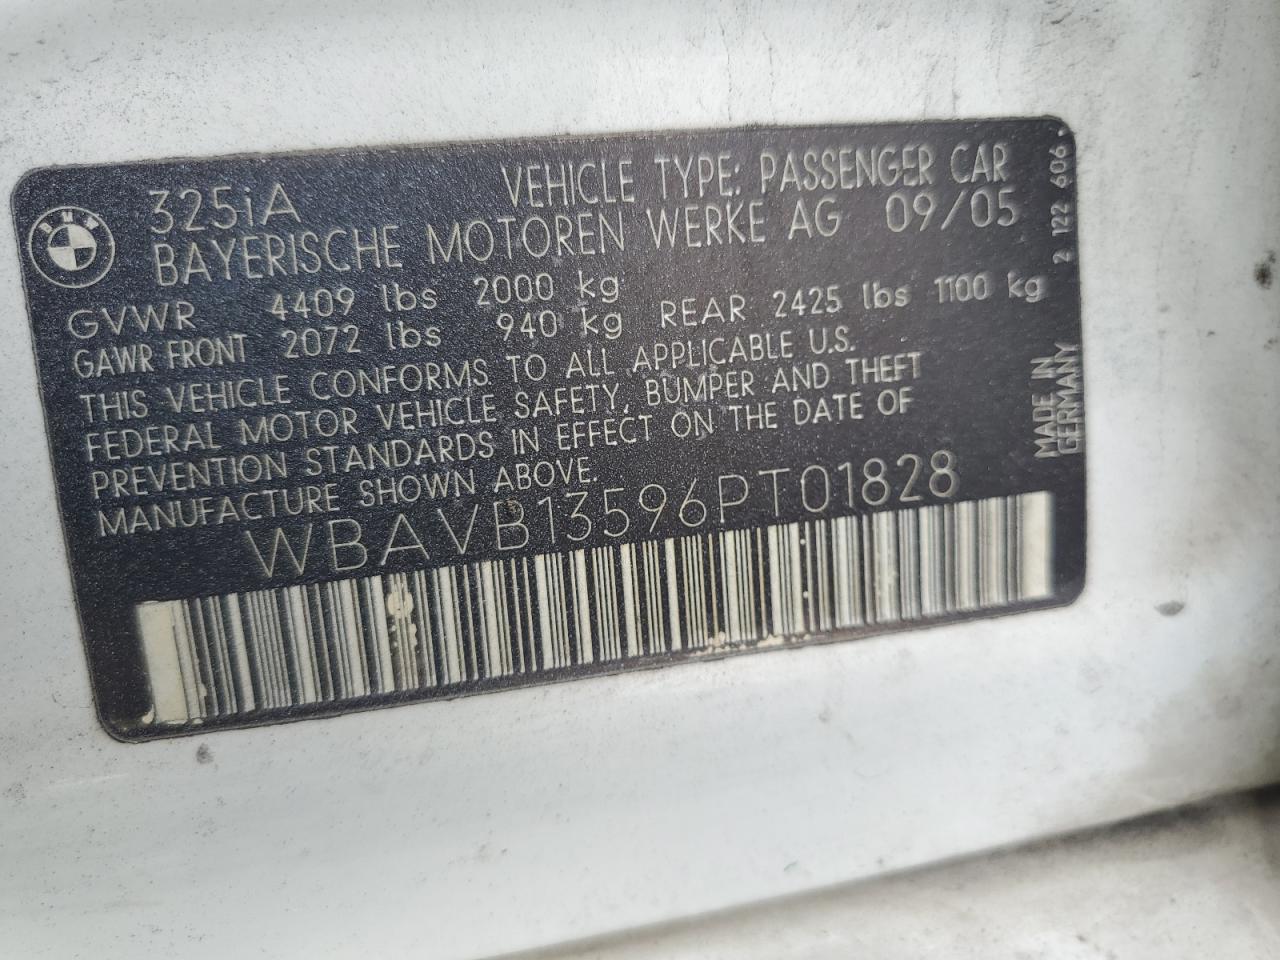 BMW
325iA VEHICLE TYPE: PASSENGER CAR
BAYERISCHE MOTOREN WERKE AG 09/05
GVWR 4409 lbs 2000 kg
GAWR FRONT 2072 lbs 940 kg REAR 2425 lbs 1100 kg
THIS VEHICLE CONFORMS TO ALL APPLICABLE U.S.
FEDERAL MOTOR VEHICLE SAFETY, BUMPER AND THEFT
PREVENTION STANDARDS IN EFFECT ON THE DATE OF
MANUFACTURE SHOWN ABOVE.
WBAVB13596PT01828
2 122 606.
MADE IN
GERMANY